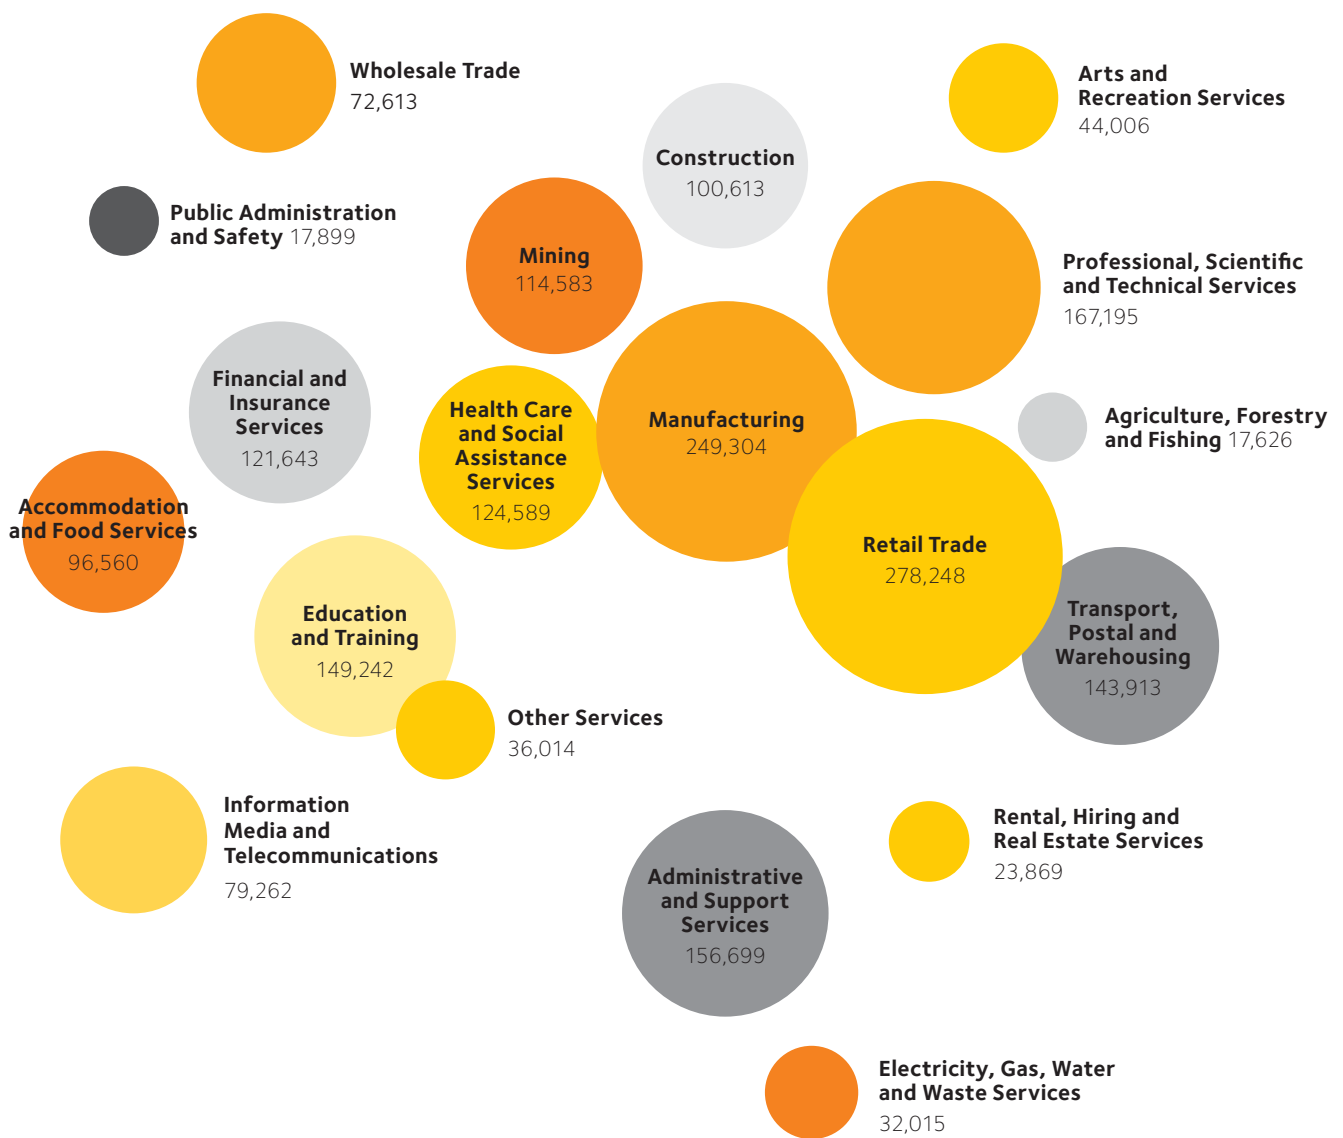 Wholesale Trade
72,613
Arts and
Recreation Services
44,006
Construction
100,613
Public Administration
and Safety 17,899
Mining
114,583
Professional, Scientific
and Technical Services
167,195
Financial and
Insurance
Services
121,643
Health Care
and Social
Assistance
Services
124,589
Manufacturing
249,304
Agriculture, Forestry
and Fishing 17,626
Accommodation
and Food Services
96,560
Retail Trade
278,248
Education
and Training
149,242
Transport,
Postal and
Warehousing
143,913
Other Services
36,014
Information
Media and
Telecommunications
79,262
Rental, Hiring and
Real Estate Services
23,869
Administrative
and Support
Services
156,699
Electricity, Gas, Water
and Waste Services
32,015